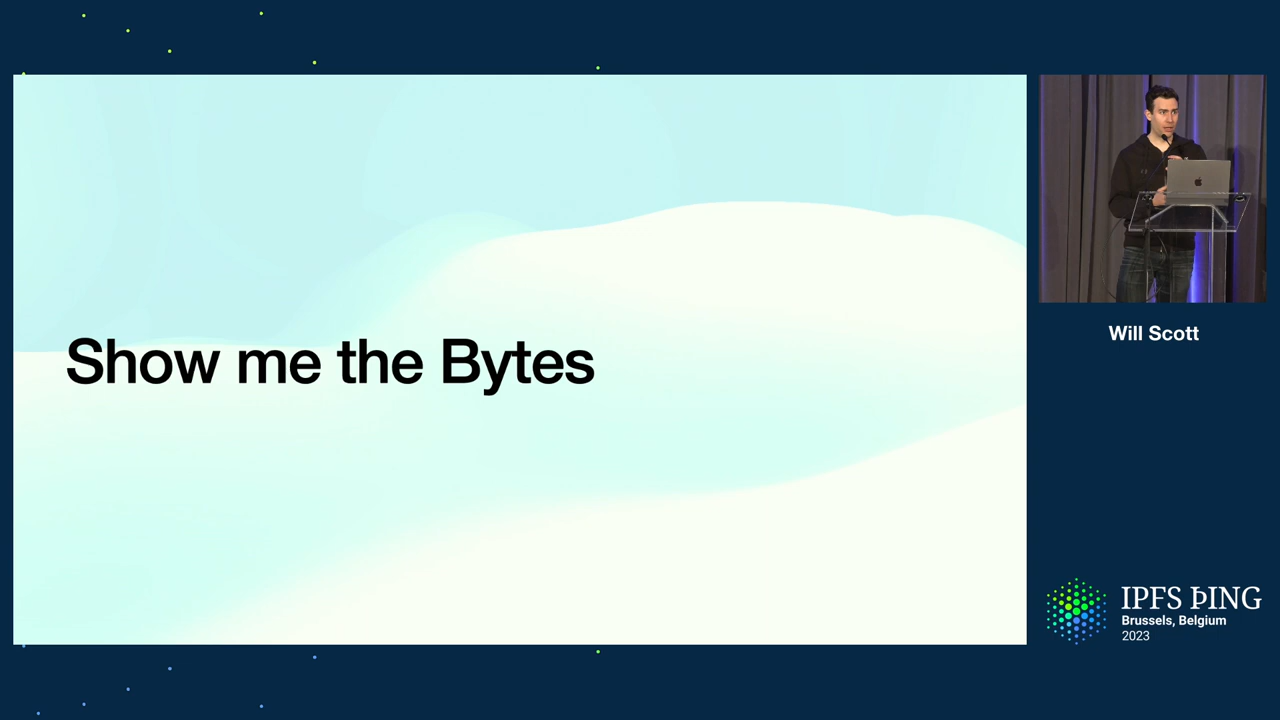 Show me the Bytes
Will Scott
IPFS ÞING
Brussels, Belgium
2023